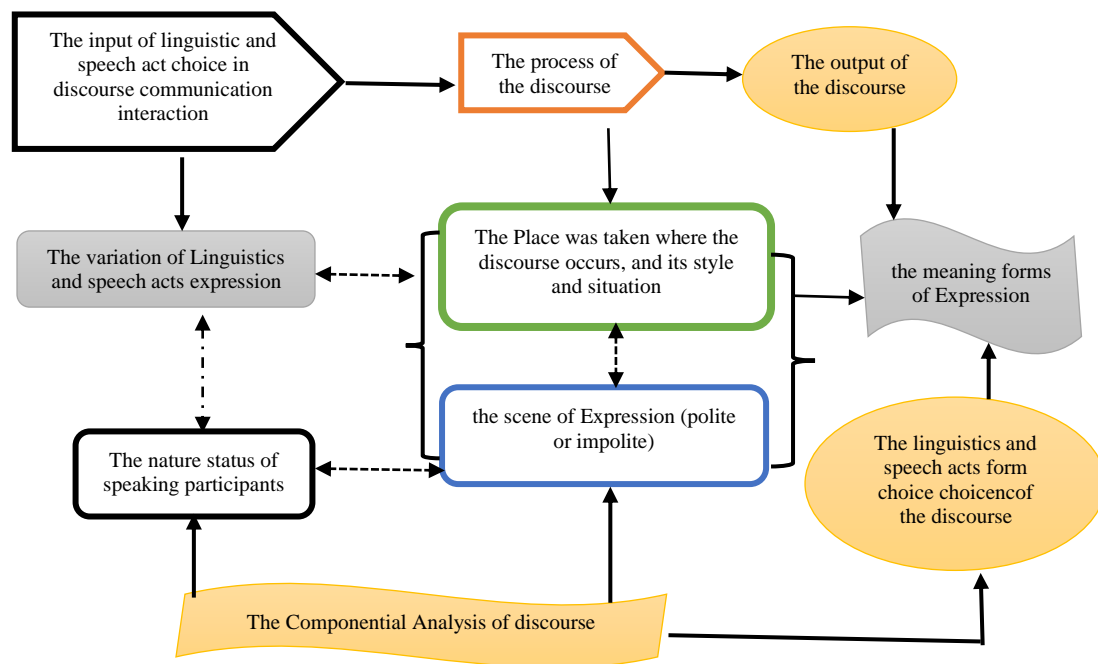 The input of linguistic and
speech act choice in
discourse communication
interaction
The process of
the discourse
The output of
the discourse
The variation of Linguistics
and speech acts expression
The Place was taken where the
discourse occurs, and its style
and situation
the meaning forms
of Expression
the scene of Expression (polite
or impolite)
The nature status of
speaking participants
The linguistics and
speech acts form
choice choicencof
the discourse
The Componential Analysis of discourse